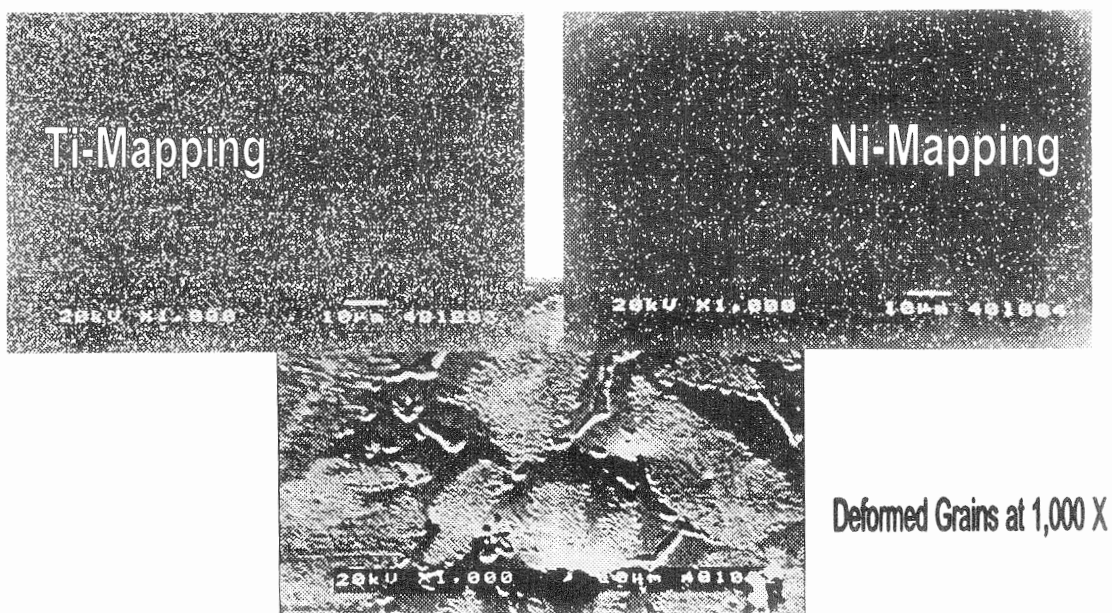 Ti-Mapping
Ni-Mapping
20kV X1,000 10µm
20kV X1,000 10µm 401004
Deformed Grains at 1,000 X
20kV X1,000